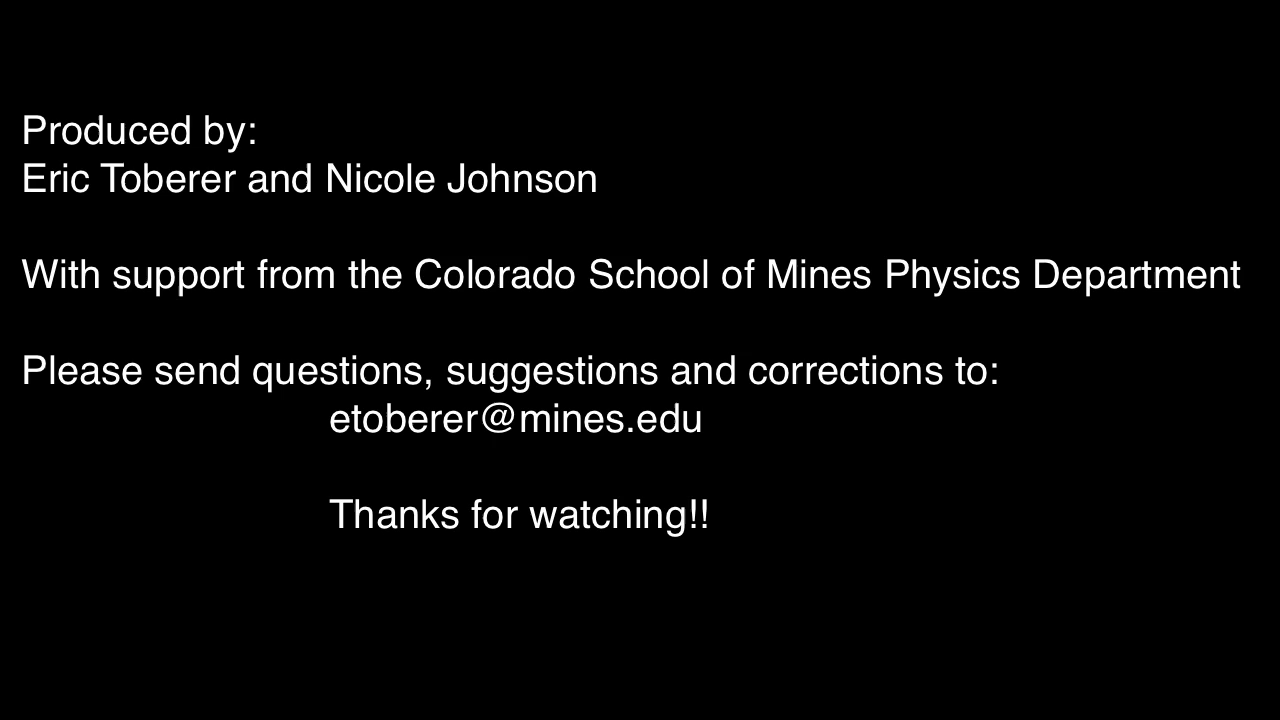 Produced by:
Eric Toberer and Nicole Johnson
With support from the Colorado School of Mines Physics Department
Please send questions, suggestions and corrections to:
etoberer@mines.edu
Thanks for watching!!